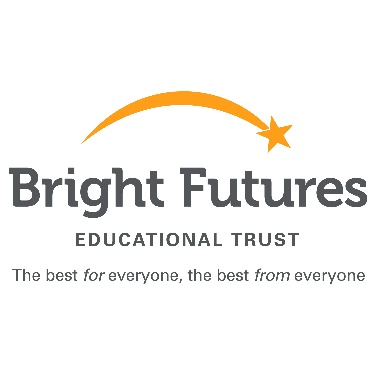 Bright Futures
EDUCATIONAL TRUST
The best for everyone, the best from everyone